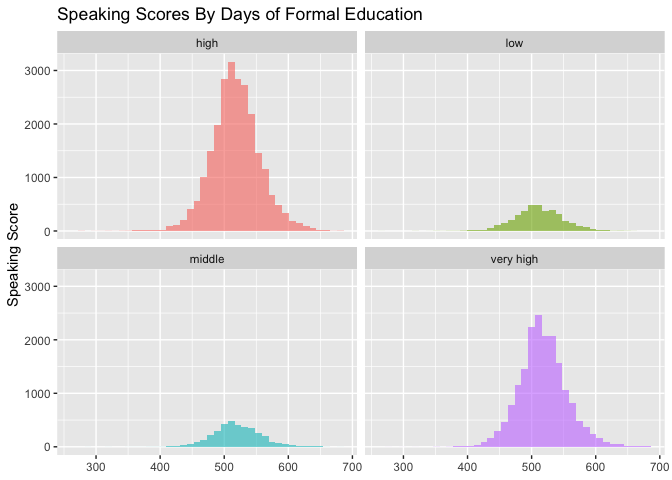 Speaking Scores By Days of Formal Education
high
low
3000
2000
1000
0
Speaking Score
middle
very high
3000
2000
1000
0
300 400 500 600 700 300 400 500 600 700